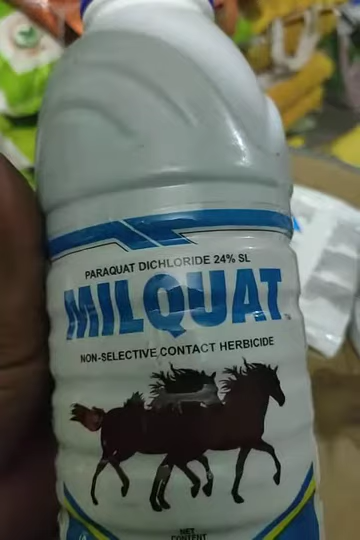 PARAQUAT DICHLORIDE 24% SL
MILQUAT
NON-SELECTIVE CONTACT HERBICIDE
NET
CONTENT